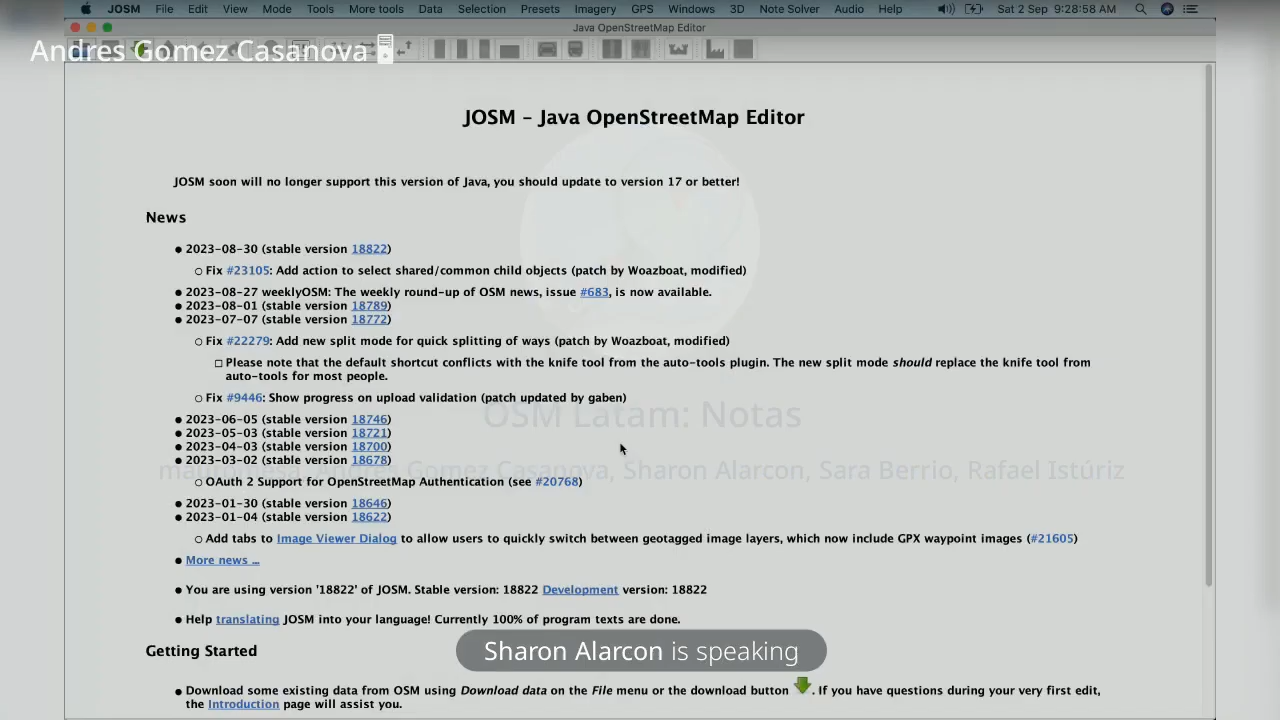 JOSM File Edit View Mode Tools More tools Data Selection Presets Imagery GPS Windows 3D Note Solver Audio Help Sat 2 Sep 9:28:58 AM
Java OpenStreetMap Editor
Andres Gomez Casanova
JOSM – Java OpenStreetMap Editor
JOSM soon will no longer support this version of Java, you should update to version 17 or better!
News
2023-08-30 (stable version 18822)
Fix #23105: Add action to select shared/common child objects (patch by Woazboat, modified)
2023-08-27 weeklyOSM: The weekly round-up of OSM news, issue #683, is now available.
2023-08-01 (stable version 18789)
2023-07-07 (stable version 18772)
Fix #22279: Add new split mode for quick splitting of ways (patch by Woazboat, modified)
Please note that the default shortcut conflicts with the knife tool from the auto-tools plugin. The new split mode should replace the knife tool from
auto-tools for most people.
Fix #9446: Show progress on upload validation (patch updated by gaben)
OSM Latam: Notas
2023-06-05 (stable version 18746)
2023-05-03 (stable version 18721)
2023-04-03 (stable version 18700)
2023-03-02 (stable version 18678)
Andres Gomez Casanova, Sharon Alarcon, Sara Berrio, Rafael Istúriz
OAuth 2 Support for OpenStreetMap Authentication (see #20768)
2023-01-30 (stable version 18646)
2023-01-04 (stable version 18622)
Add tabs to Image Viewer Dialog to allow users to quickly switch between geotagged image layers, which now include GPX waypoint images (#21605)
More news ...
You are using version '18822' of JOSM. Stable version: 18822 Development version: 18822
Help translating JOSM into your language! Currently 100% of program texts are done.
Sharon Alarcon is speaking
Getting Started
Download some existing data from OSM using Download data on the File menu or the download button . If you have questions during your very first edit,
the Introduction page will assist you.